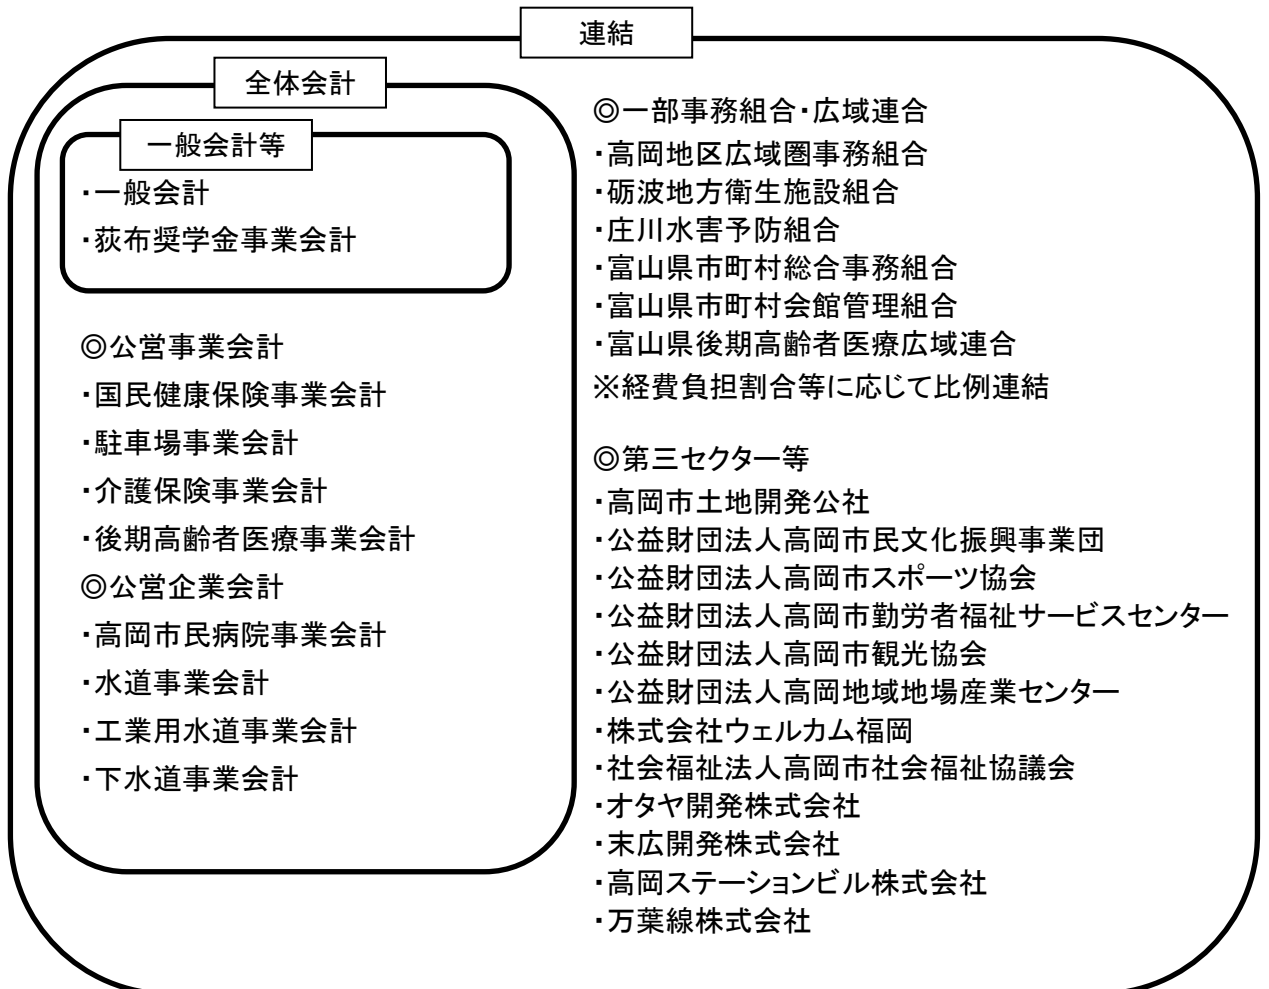 連結
全体会計
一般会計等
・一般会計
・荻布奨学金事業会計
◎公営事業会計
・国民健康保険事業会計
・駐車場事業会計
・介護保険事業会計
・後期高齢者医療事業会計
◎公営企業会計
・高岡市民病院事業会計
・水道事業会計
・工業用水道事業会計
・下水道事業会計
◎一部事務組合・広域連合
・高岡地区広域圏事務組合
・砺波地方衛生施設組合
・庄川水害予防組合
・富山県市町村総合事務組合
・富山県市町村会館管理組合
・富山県後期高齢者医療広域連合
※経費負担割合等に応じて比例連結
◎第三セクター等
・高岡市土地開発公社
・公益財団法人高岡市民文化振興事業団
・公益財団法人高岡市スポーツ協会
・公益財団法人高岡市勤労者福祉サービスセンター
・公益財団法人高岡市観光協会
・公益財団法人高岡地域地場産業センター
・株式会社ウェルカム福岡
・社会福祉法人高岡市社会福祉協議会
・オタヤ開発株式会社
・末広開発株式会社
・高岡ステーションビル株式会社
・万葉線株式会社